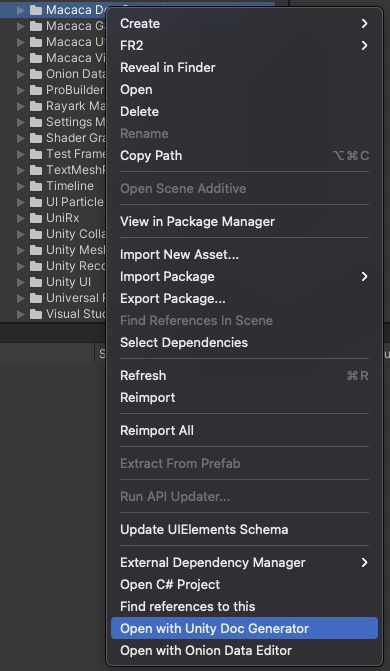 Macaca Do
Macaca G
Macaca U
Macaca Vi
Onion Data
ProBuilder
Rayark Ma
Settings M
Shader Gra
Test Frame
TextMeshP
Timeline
UI Particle
UniRx
Unity Colla
Unity Mesh
Unity Reco
Unity UI
Universal R
Visual Stud
S
Create
FR2
Reveal in Finder
Open
Delete
Rename
Copy Path ⌥⌘C
Open Scene Additive
View in Package Manager
Import New Asset...
Import Package
Export Package...
Find References In Scene
Select Dependencies
Refresh ⌘R
Reimport
Reimport All
Extract From Prefab
Run API Updater...
Update UIElements Schema
External Dependency Manager
Open C# Project
Find references to this
Open with Unity Doc Generator
Open with Onion Data Editor